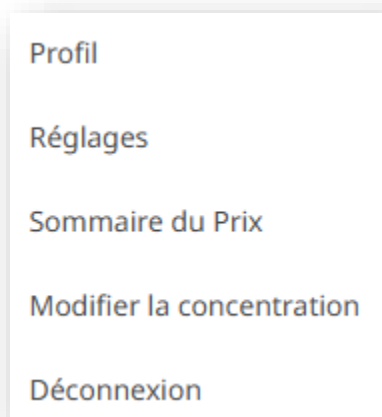 Profil
Réglages
Sommaire du Prix
Modifier la concentration
Déconnexion